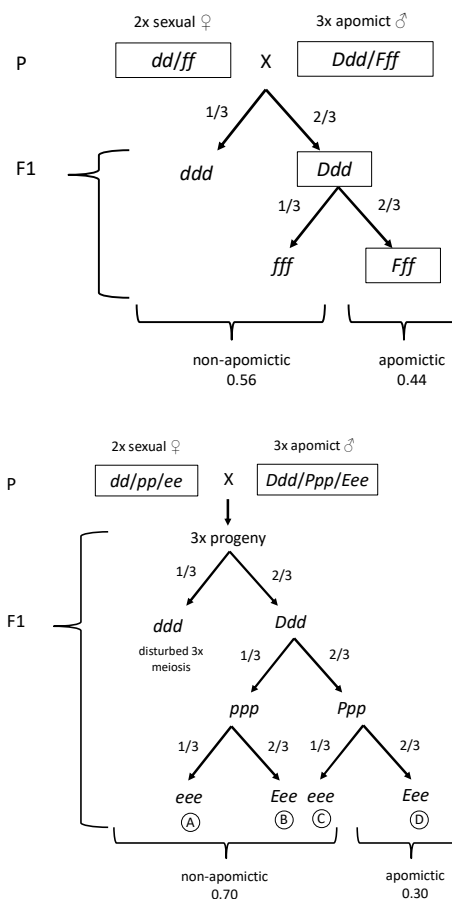 2x sexual ♀ 3x apomict ♂
P dd/ff X Ddd/Fff
1/3 2/3
F1 ddd Ddd
1/3 2/3
fff Fff
non-apomictic apomictic
0.56 0.44
2x sexual ♀ 3x apomict ♂
P dd/pp/ee X Ddd/Ppp/Eee
3x progeny
1/3 2/3
F1 ddd Ddd
disturbed 3x
meiosis
1/3 2/3
ppp Ppp
1/3 2/3 1/3 2/3
eee Eee eee Eee
A B C D
non-apomictic apomictic
0.70 0.30